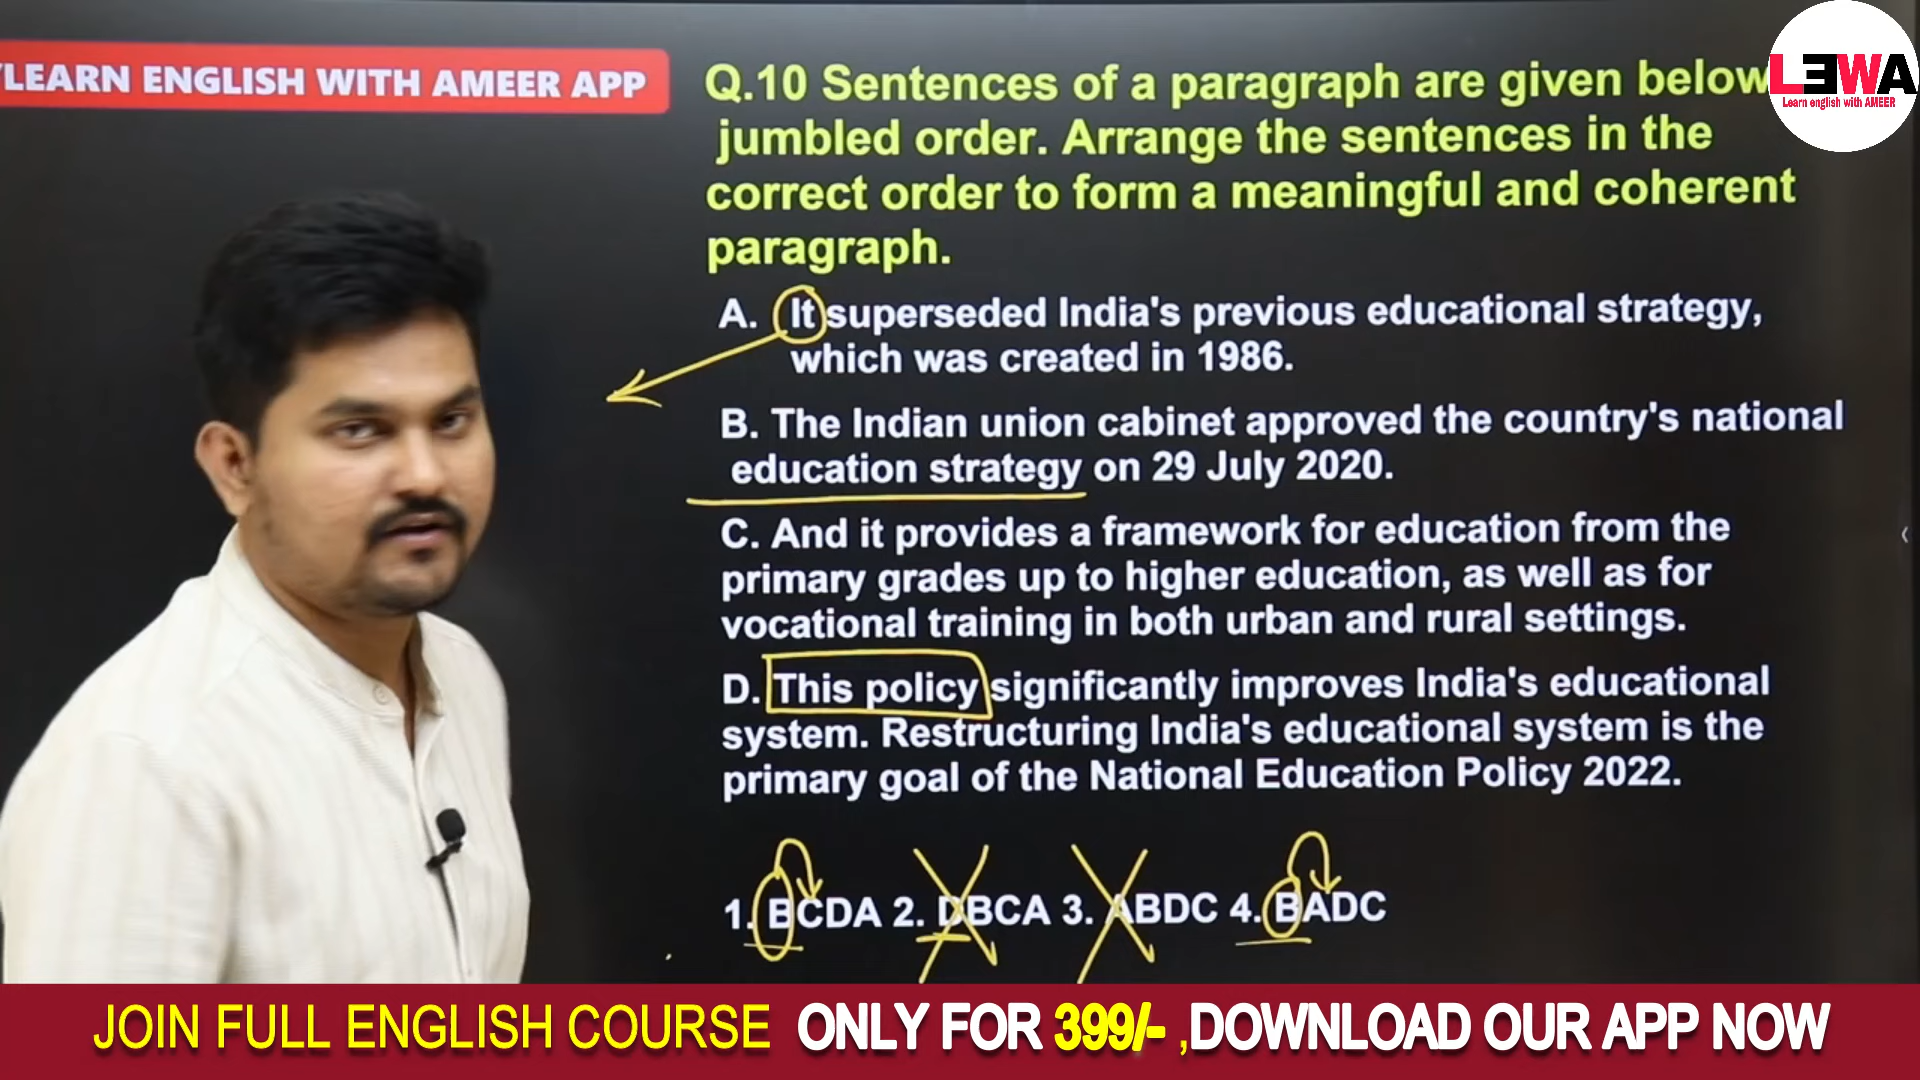 LEARN ENGLISH WITH AMEER APP
LEWA
Learn english with AMEER
Q.10 Sentences of a paragraph are given below
jumbled order. Arrange the sentences in the
correct order to form a meaningful and coherent
paragraph.
A. It superseded India's previous educational strategy,
which was created in 1986.
B. The Indian union cabinet approved the country's national
education strategy on 29 July 2020.
C. And it provides a framework for education from the
primary grades up to higher education, as well as for
vocational training in both urban and rural settings.
D. This policy significantly improves India's educational
system. Restructuring India's educational system is the
primary goal of the National Education Policy 2022.
1. BCDA 2. DBCA 3. ABDC 4. BADC
JOIN FULL ENGLISH COURSE ONLY FOR 399/- ,DOWNLOAD OUR APP NOW